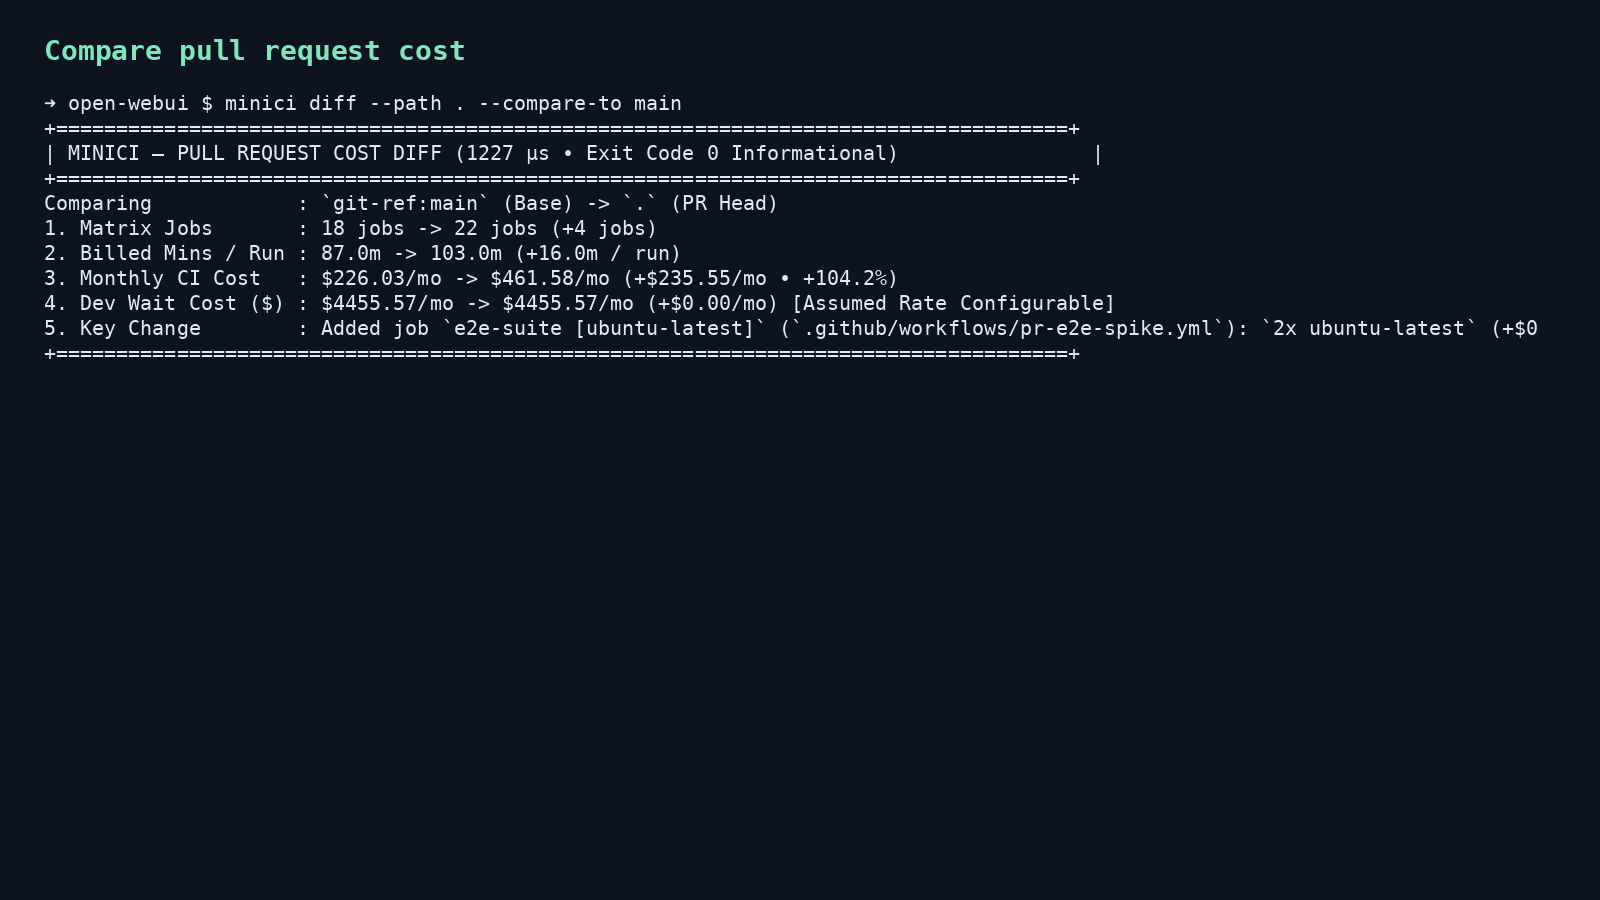 Compare pull request cost
➜ open-webui $ minici diff --path . --compare-to main
+====================================================================================+
| MINICI — PULL REQUEST COST DIFF (1227 µs • Exit Code 0 Informational)                |
+====================================================================================+
Comparing            : `git-ref:main` (Base) -> `.` (PR Head)
1. Matrix Jobs       : 18 jobs -> 22 jobs (+4 jobs)
2. Billed Mins / Run : 87.0m -> 103.0m (+16.0m / run)
3. Monthly CI Cost   : $226.03/mo -> $461.58/mo (+$235.55/mo • +104.2%)
4. Dev Wait Cost ($) : $4455.57/mo -> $4455.57/mo (+$0.00/mo) [Assumed Rate Configurable]
5. Key Change        : Added job `e2e-suite [ubuntu-latest]` (`.github/workflows/pr-e2e-spike.yml`): `2x ubuntu-latest` (+$0
+====================================================================================+